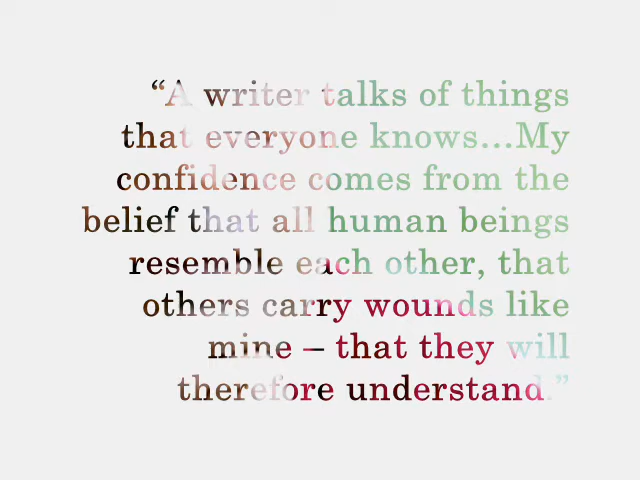 “A writer talks of things
that everyone knows...My
confidence comes from the
belief that all human beings
resemble each other, that
others carry wounds like
mine – that they will
therefore understand.”